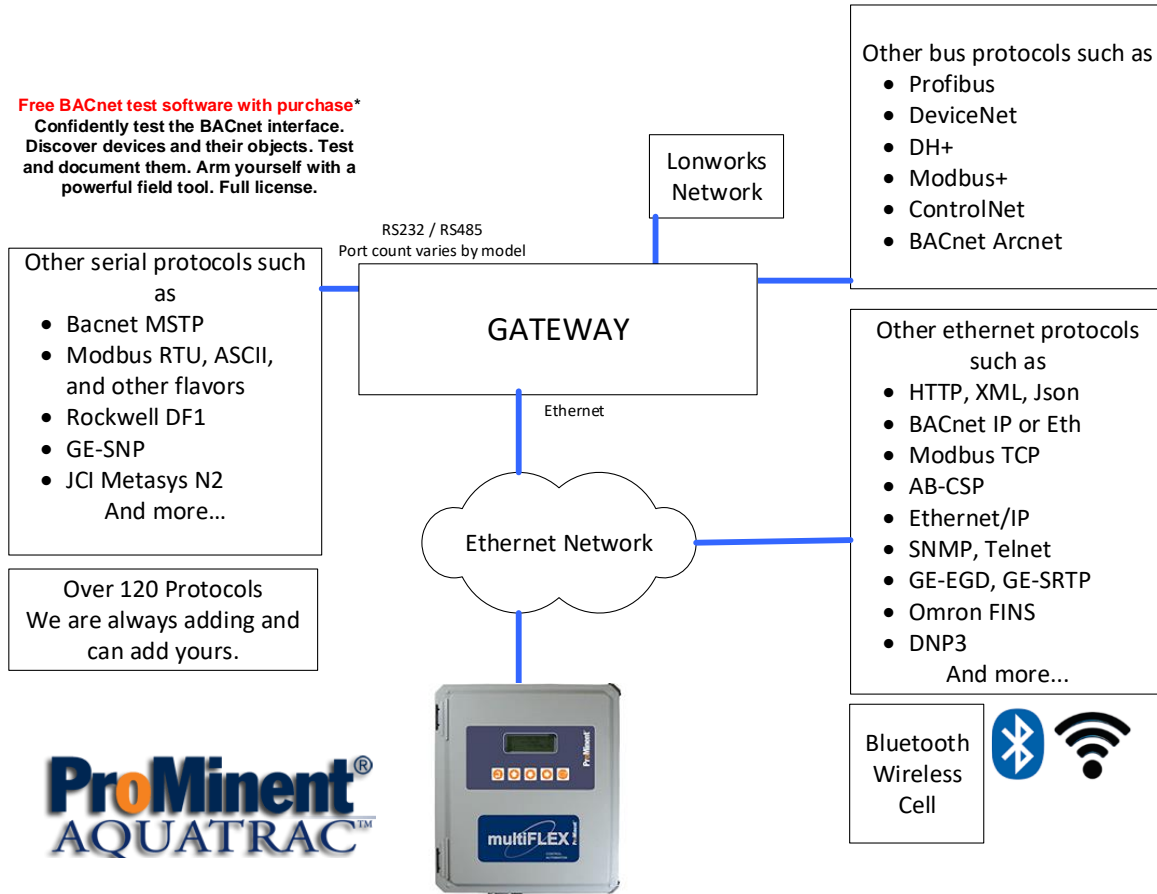 Free BACnet test software with purchase*
Confidently test the BACnet interface.
Discover devices and their objects. Test
and document them. Arm yourself with a
powerful field tool. Full license.
RS232 / RS485
Port count varies by model
Lonworks
Network
Other bus protocols such as
• Profibus
• DeviceNet
• DH+
• Modbus+
• ControlNet
• BACnet Arcnet
Other serial protocols such
as
• Bacnet MSTP
• Modbus RTU, ASCII,
and other flavors
• Rockwell DF1
• GE-SNP
• JCI Metasys N2
And more...
GATEWAY
Ethernet
Ethernet Network
Other ethernet protocols
such as
• HTTP, XML, Json
• BACnet IP or Eth
• Modbus TCP
• AB-CSP
• Ethernet/IP
• SNMP, Telnet
• GE-EGD, GE-SRTP
• Omron FINS
• DNP3
And more...
Over 120 Protocols
We are always adding and
can add yours.
Bluetooth
Wireless
Cell
ProMinent®
AQUATRAC™
ProMinent
multiFLEX
ProMinent